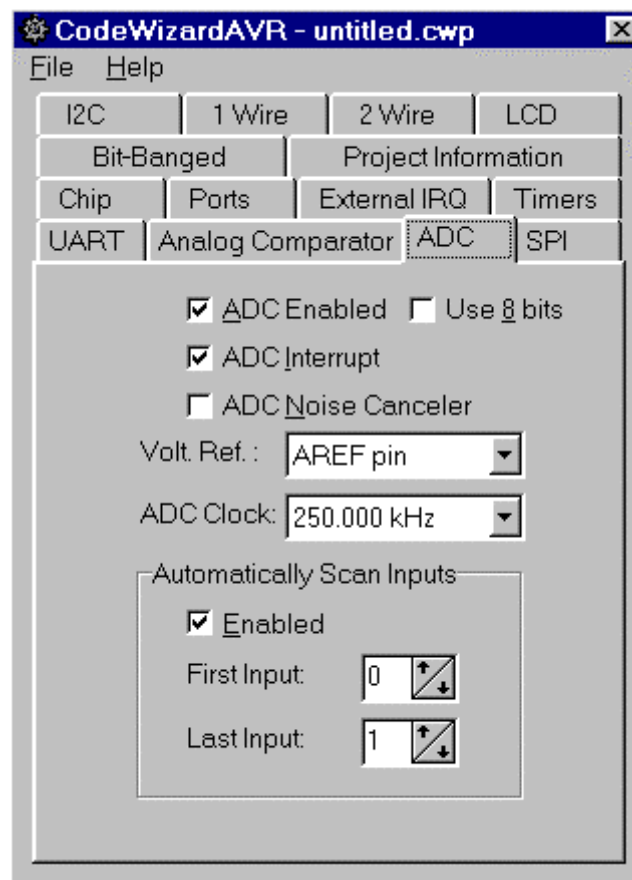 CodeWizardAVR - untitled.cwp
File Help
I2C 1 Wire 2 Wire LCD
Bit-Banged Project Information
Chip Ports External IRQ Timers
UART Analog Comparator ADC SPI
ADC Enabled Use 8 bits
ADC Interrupt
ADC Noise Canceler
Volt. Ref. : AREF pin
ADC Clock: 250.000 kHz
Automatically Scan Inputs
Enabled
First Input: 0
Last Input: 1